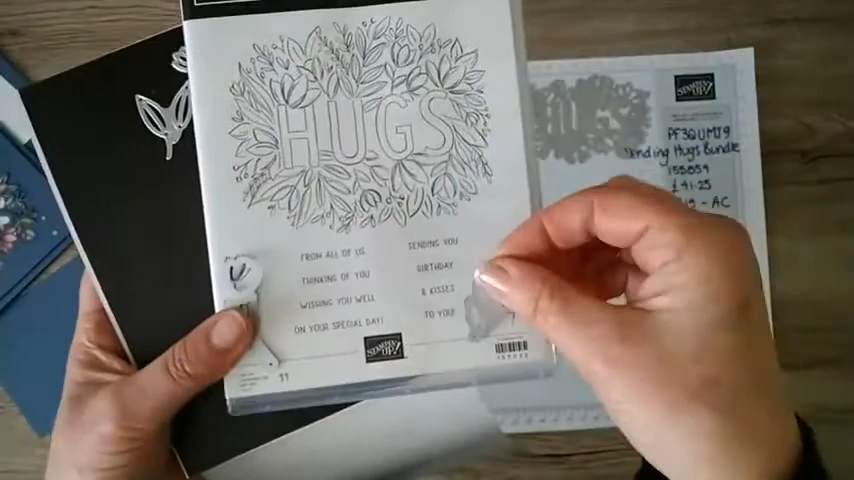 HUGS
FROM ALL OF US
THINKING OF YOU
WISHING YOU WELL
ON YOUR SPECIAL DAY!
SENDING YOU
BIRTHDAY
& KISSES
TO YOU
STAMPIN' UP!
STAMPIN' UP!
Sending Hugs Bundle
155859
£41.25
- AC